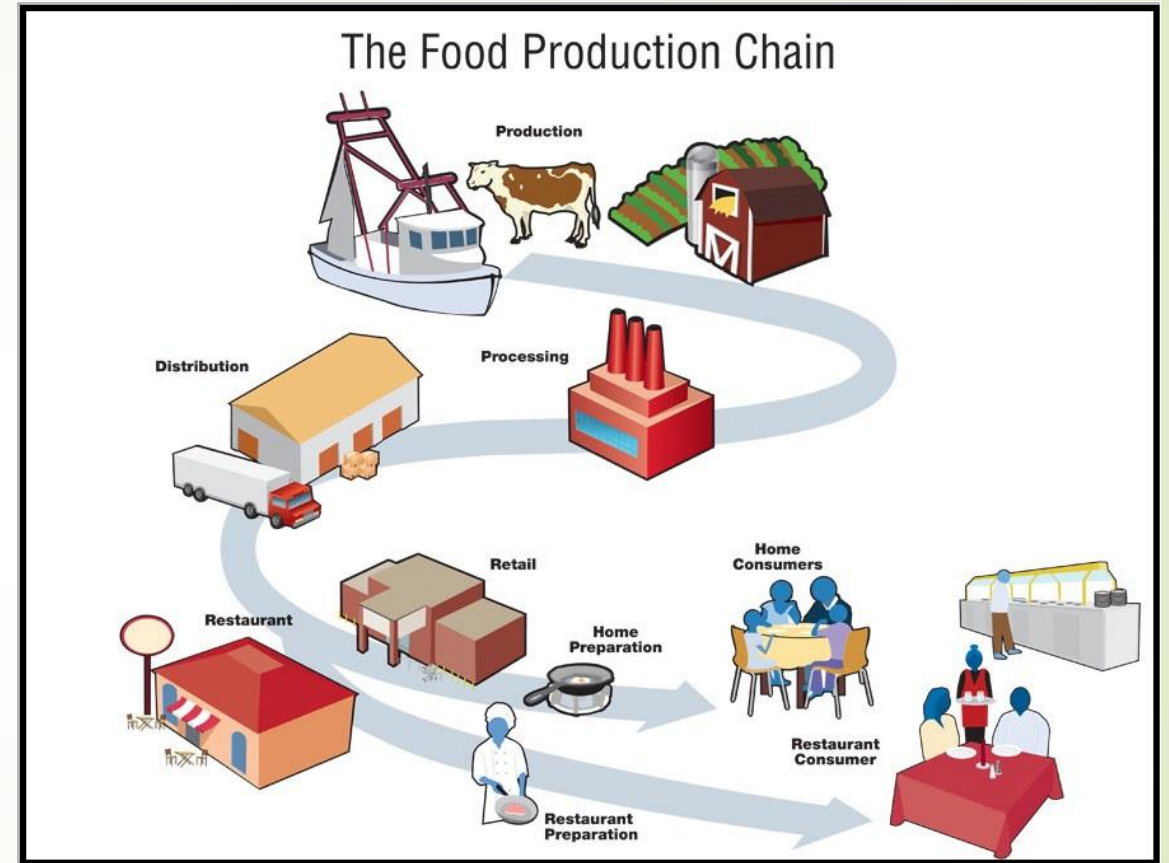 The Food Production Chain
Production
Processing
Distribution
Retail
Restaurant
Home
Preparation
Home
Consumers
Restaurant
Preparation
Restaurant
Consumer